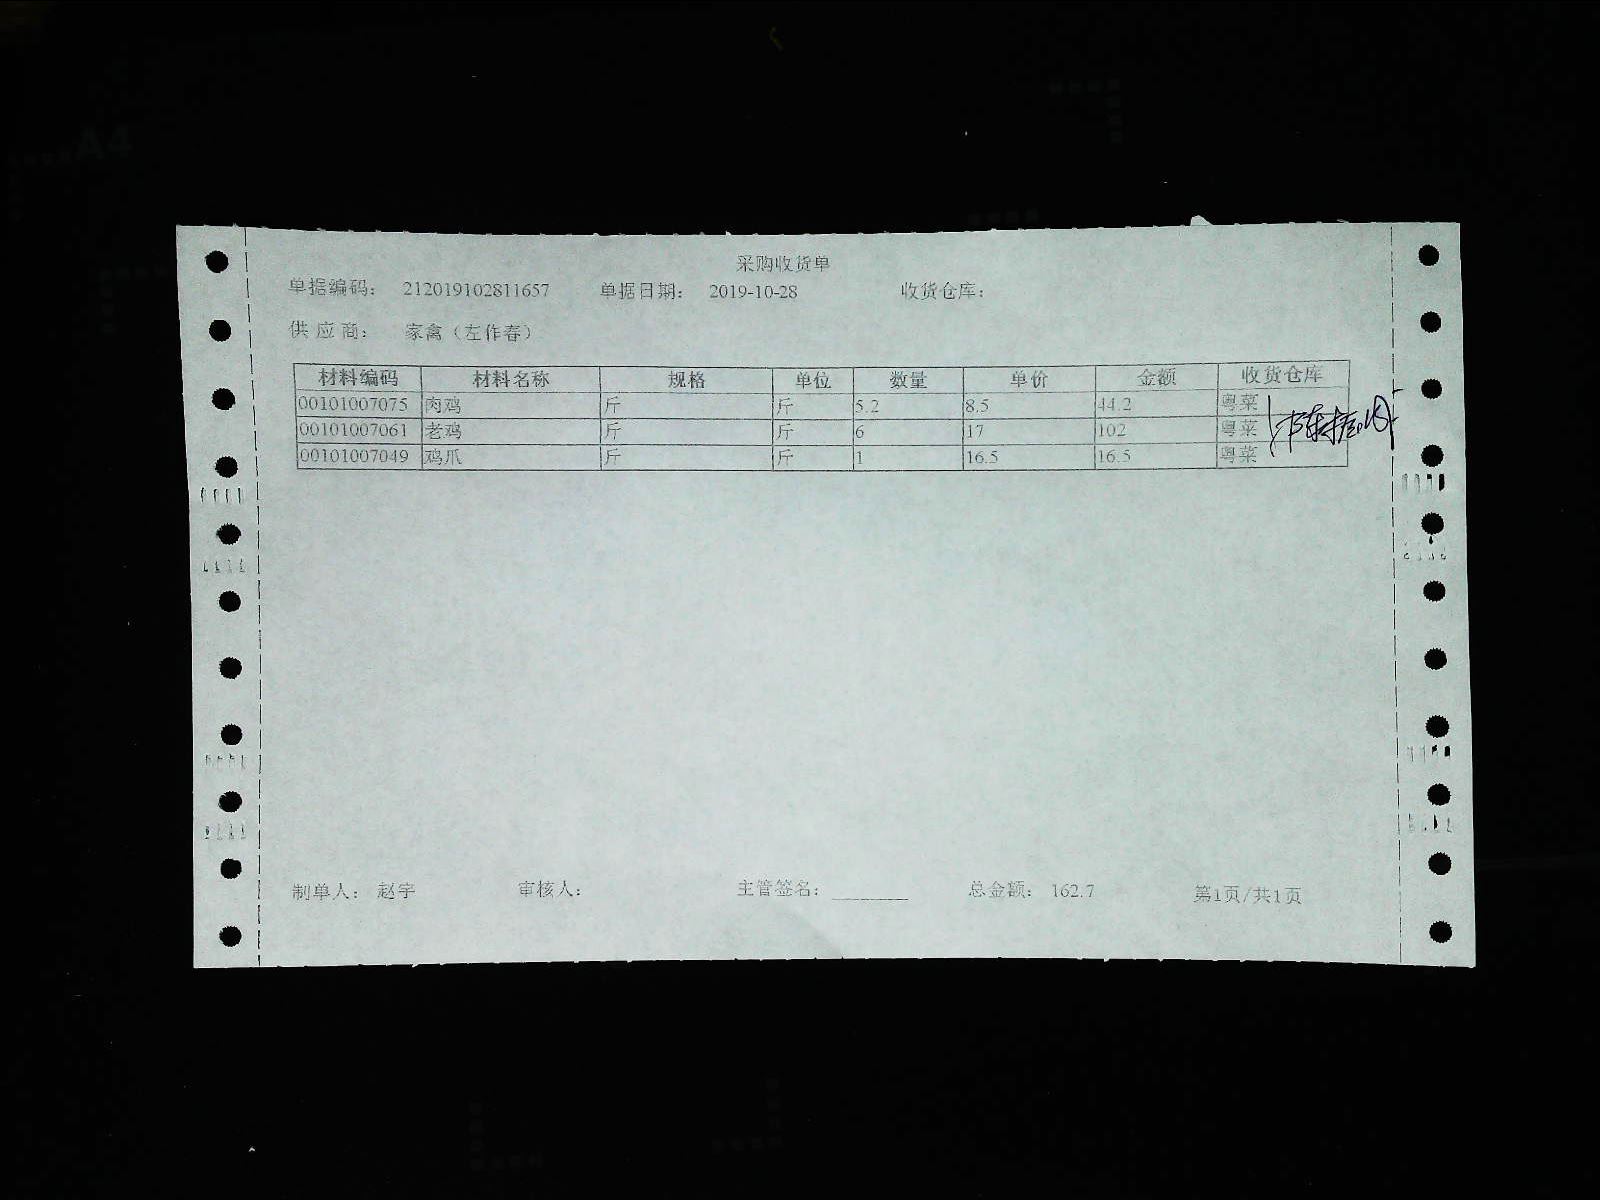 采购收货单
单据编码： 212019102811657 单据日期： 2019-10-28 收货仓库：
供应商： 家禽（左作春）
材料编码 材料名称 规格 单位 数量 单价 金额 收货仓库
00101007075 肉鸡 斤 斤 5.2 8.5 44.2 粤菜
00101007061 老鸡 斤 斤 6 17 102 粤菜
00101007049 鸡爪 斤 斤 1 16.5 16.5 粤菜
制单人： 赵宇 审核人： 主管签名： 总金额： 162.7 第1页/共1页